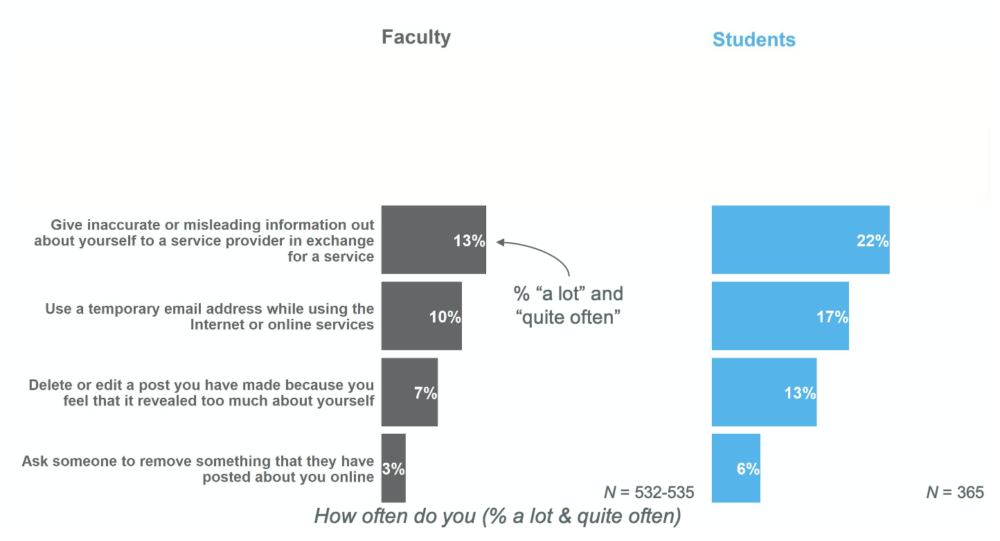 Faculty
Students
Give inaccurate or misleading information out
about yourself to a service provider in exchange
for a service
13%
22%
% “a lot” and
“quite often”
Use a temporary email address while using the
Internet or online services
10%
17%
Delete or edit a post you have made because you
feel that it revealed too much about yourself
7%
13%
Ask someone to remove something that they have
posted about you online
3%
6%
N = 532-535
N = 365
How often do you (% a lot & quite often)